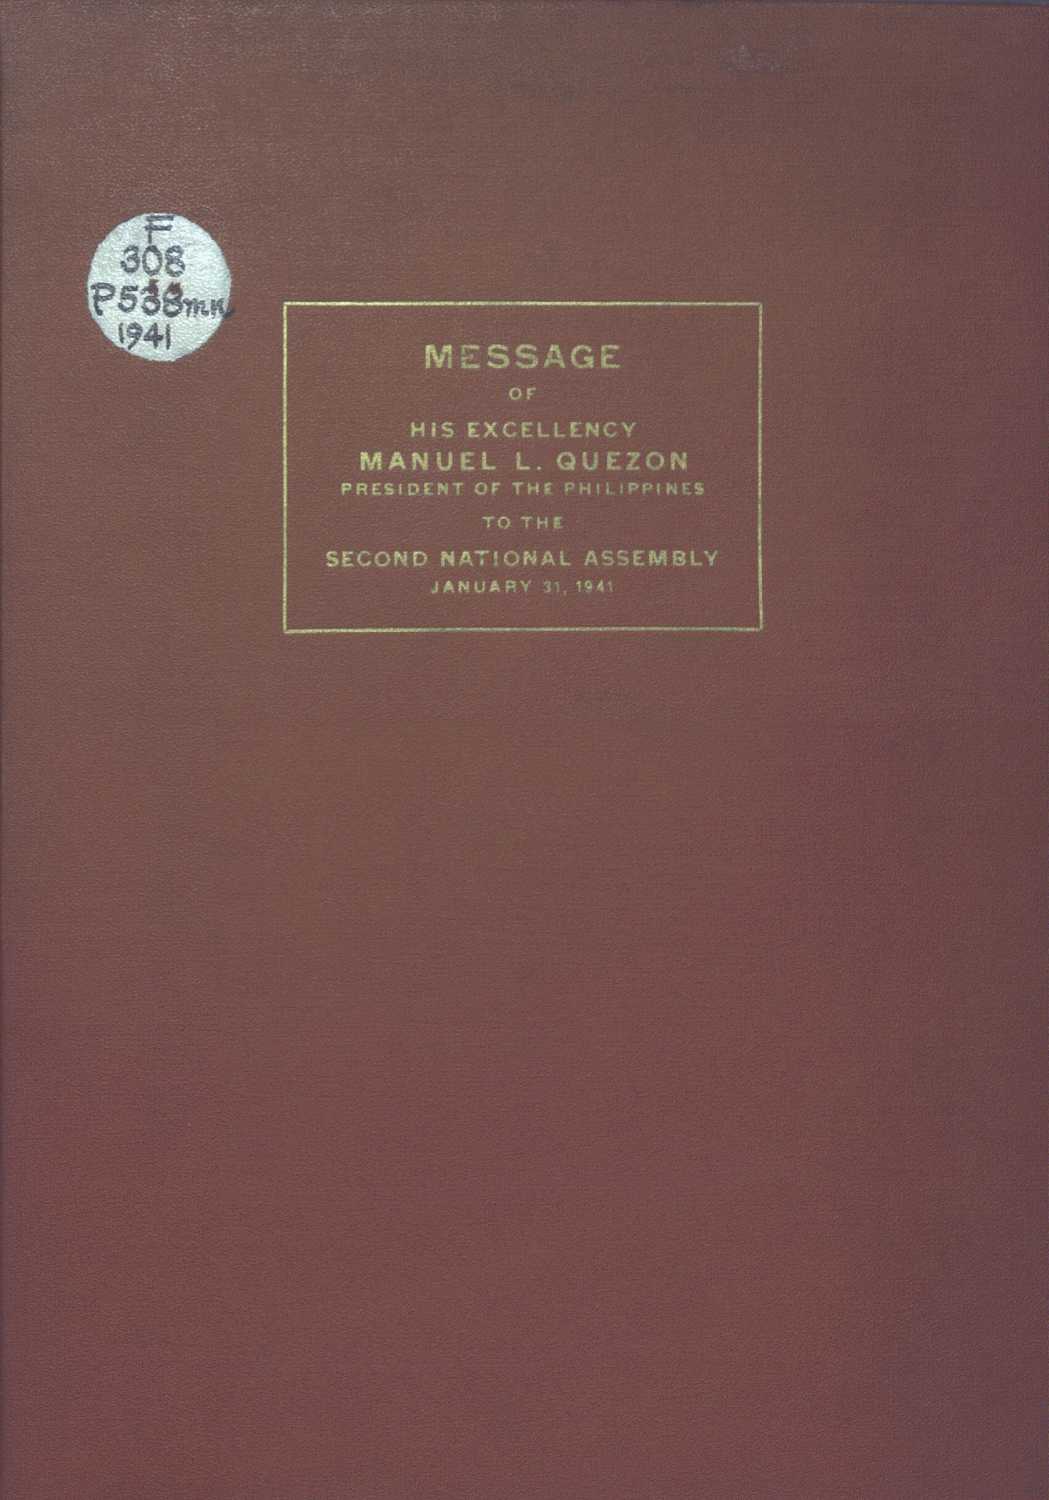 F
308
P538mn
1941
MESSAGE
OF
HIS EXCELLENCY
MANUEL L. QUEZON
PRESIDENT OF THE PHILIPPINES
TO THE
SECOND NATIONAL ASSEMBLY
JANUARY 31, 1941